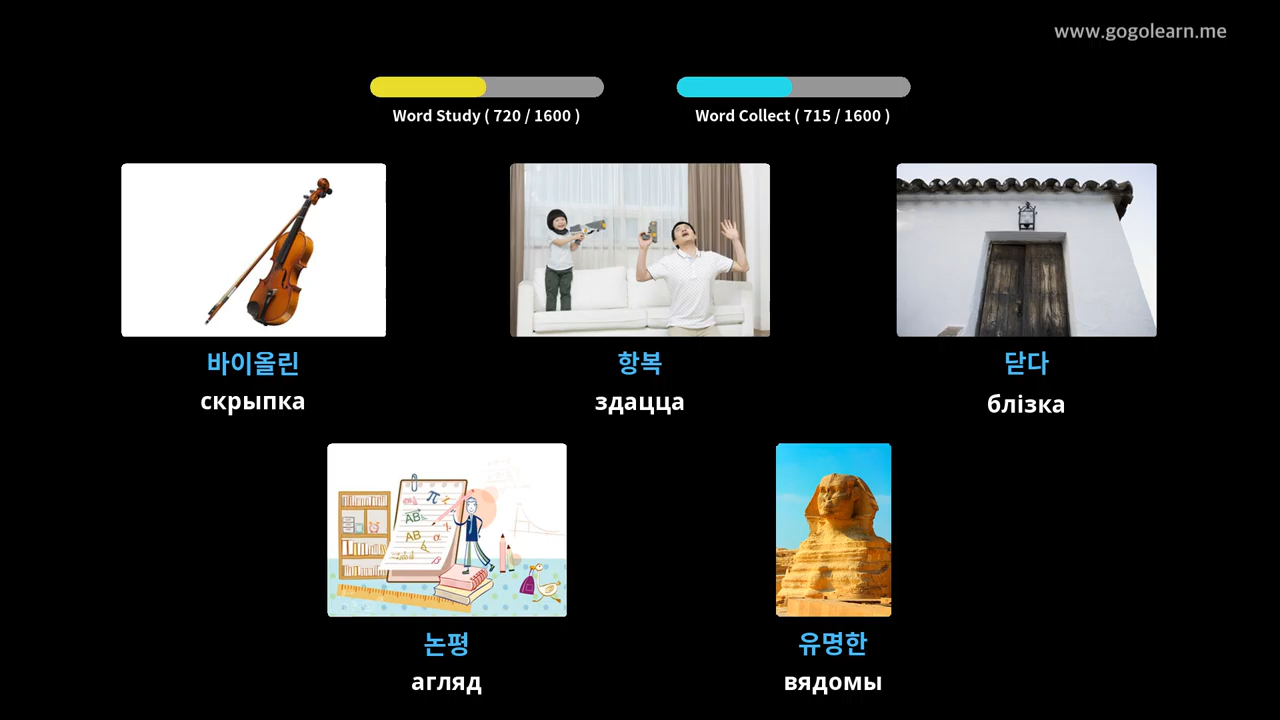 www.gogolearn.me
Word Study ( 720 / 1600 )
Word Collect ( 715 / 1600 )
바이올린
скрыпка
항복
здацца
닫다
блізка
논평
агляд
유명한
вядомы